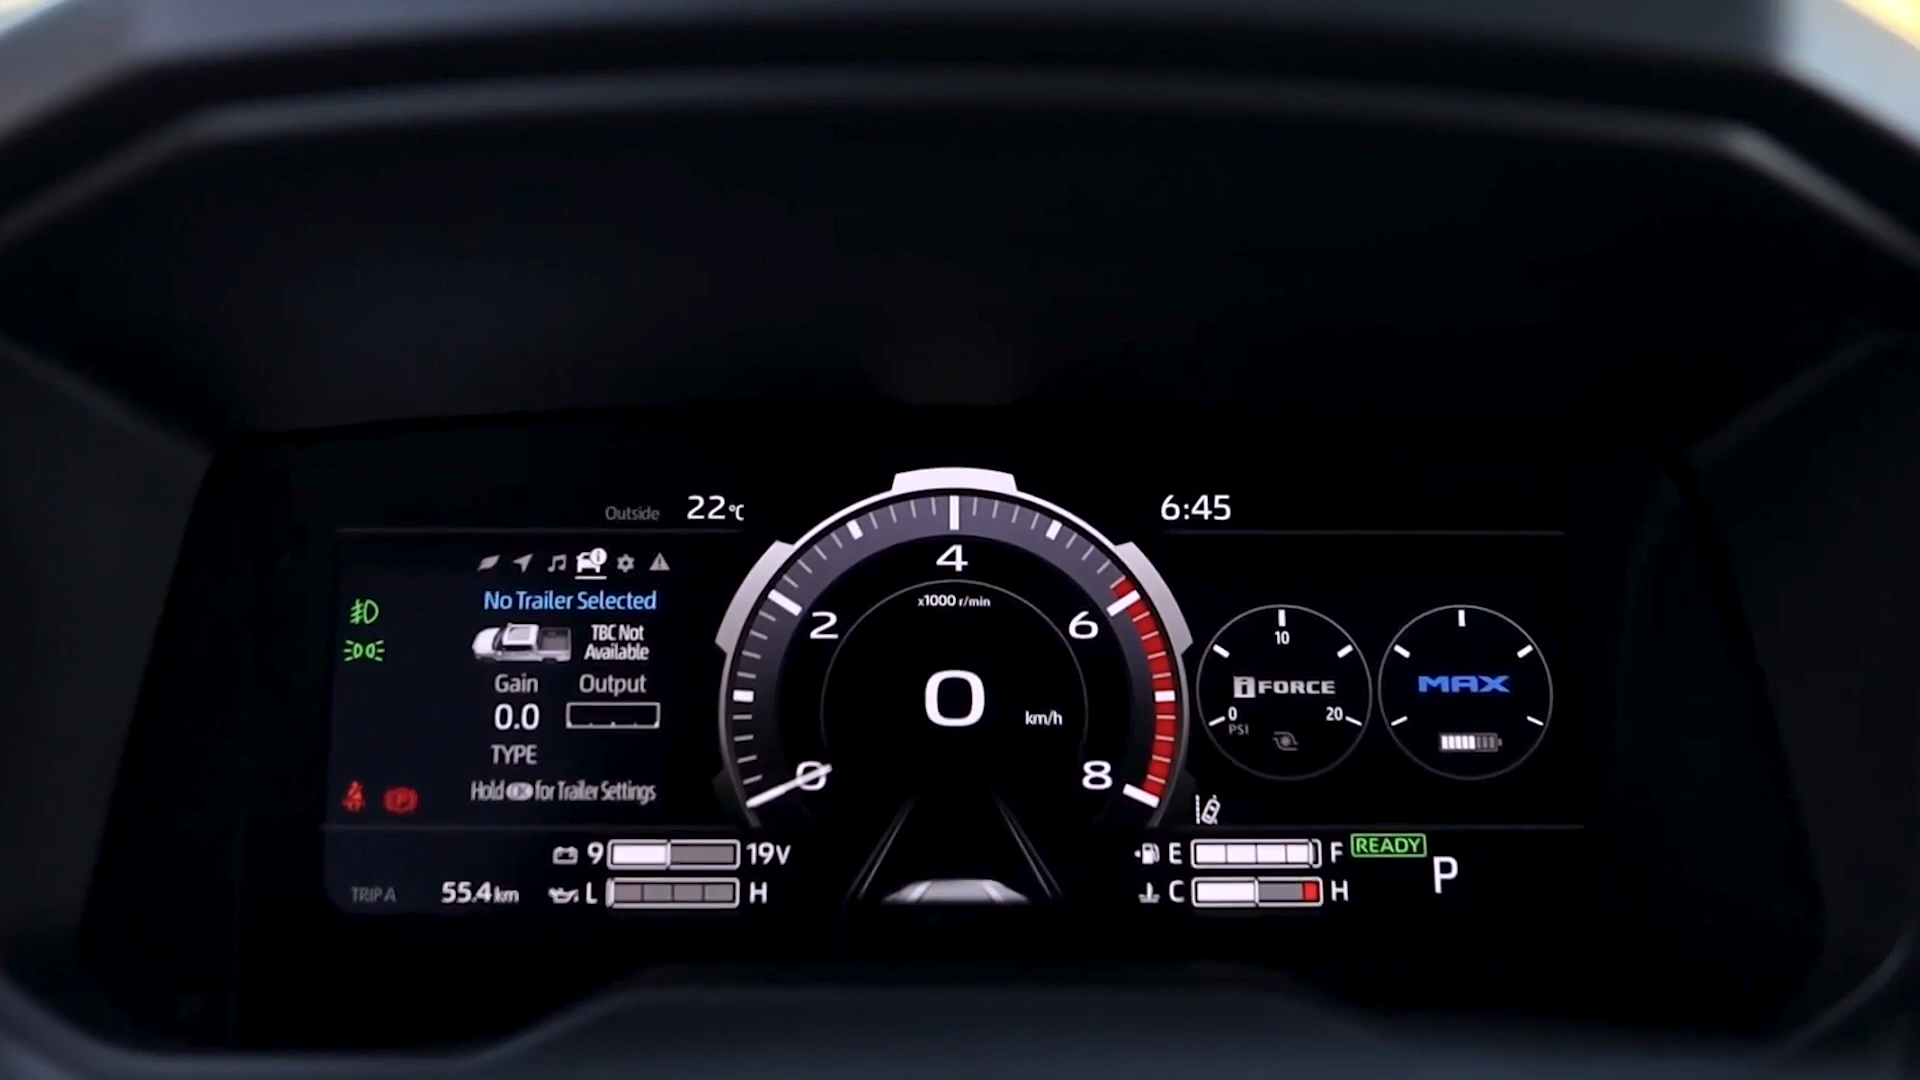 Outside 22°C
6:45
No Trailer Selected
TBC Not
Available
Gain Output
0.0
TYPE
Hold OK for Trailer Settings
0 2 4 6 8
x1000 r/min
0 km/h
10
iFORCE
0 20
PSI
MAX
9 19V
L H
TRIP A 55.4 km
E F
C H
READY
P